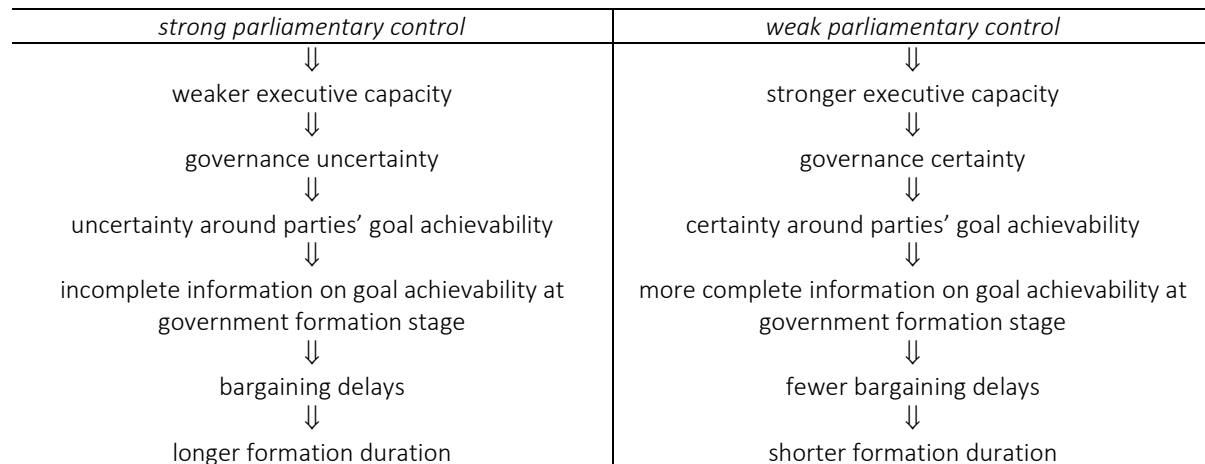 strong parliamentary control
⇓
weaker executive capacity
⇓
governance uncertainty
⇓
uncertainty around parties’ goal achievability
⇓
incomplete information on goal achievability at
government formation stage
⇓
bargaining delays
⇓
longer formation duration
weak parliamentary control
⇓
stronger executive capacity
⇓
governance certainty
⇓
certainty around parties’ goal achievability
⇓
more complete information on goal achievability at
government formation stage
⇓
fewer bargaining delays
⇓
shorter formation duration